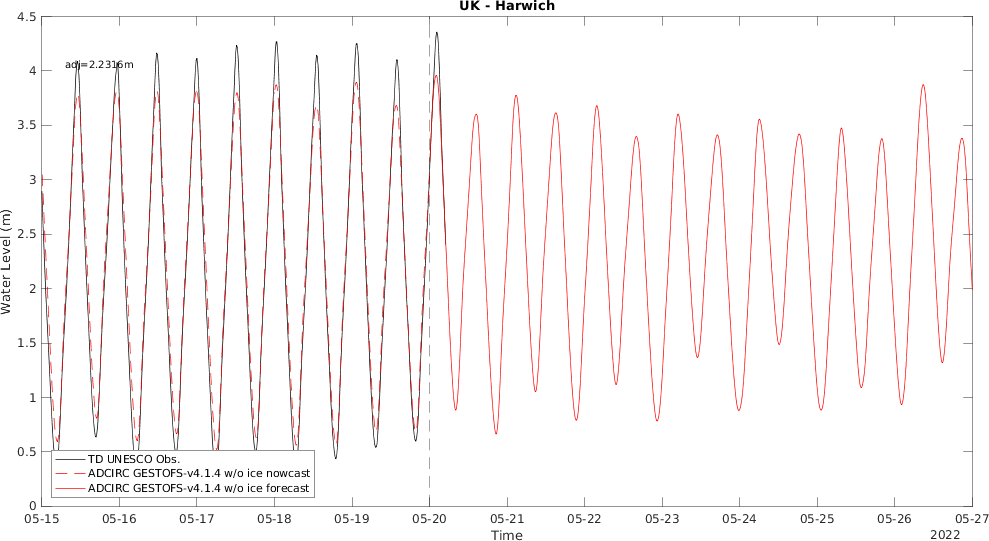 UK - Harwich
4.5
4
3.5
3
2.5
2
1.5
1
0.5
0
Water Level (m)
adj=2.2316m
TD UNESCO Obs.
ADCIRC GESTOFS-v4.1.4 w/o ice nowcast
ADCIRC GESTOFS-v4.1.4 w/o ice forecast
05-15 05-16 05-17 05-18 05-19 05-20 05-21 05-22 05-23 05-24 05-25 05-26 05-27
Time
2022